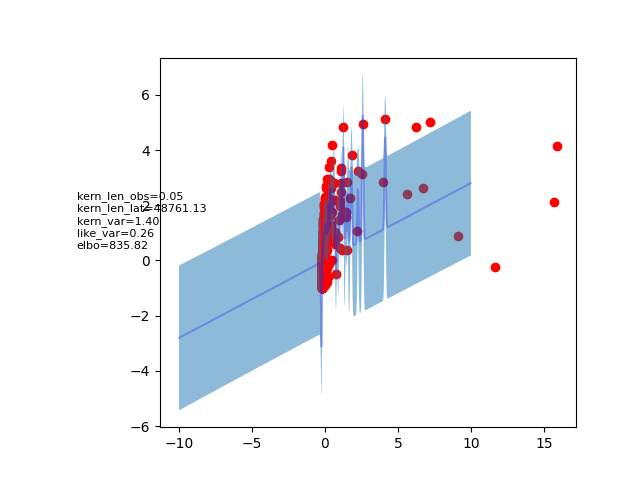 6
4
kern_len_obs=0.05
kern_len_lat=48761.13
2
kern_var=1.40
like_var=0.26
elbo=835.82
0
−2
−4
−6
−10 −5 0 5 10 15